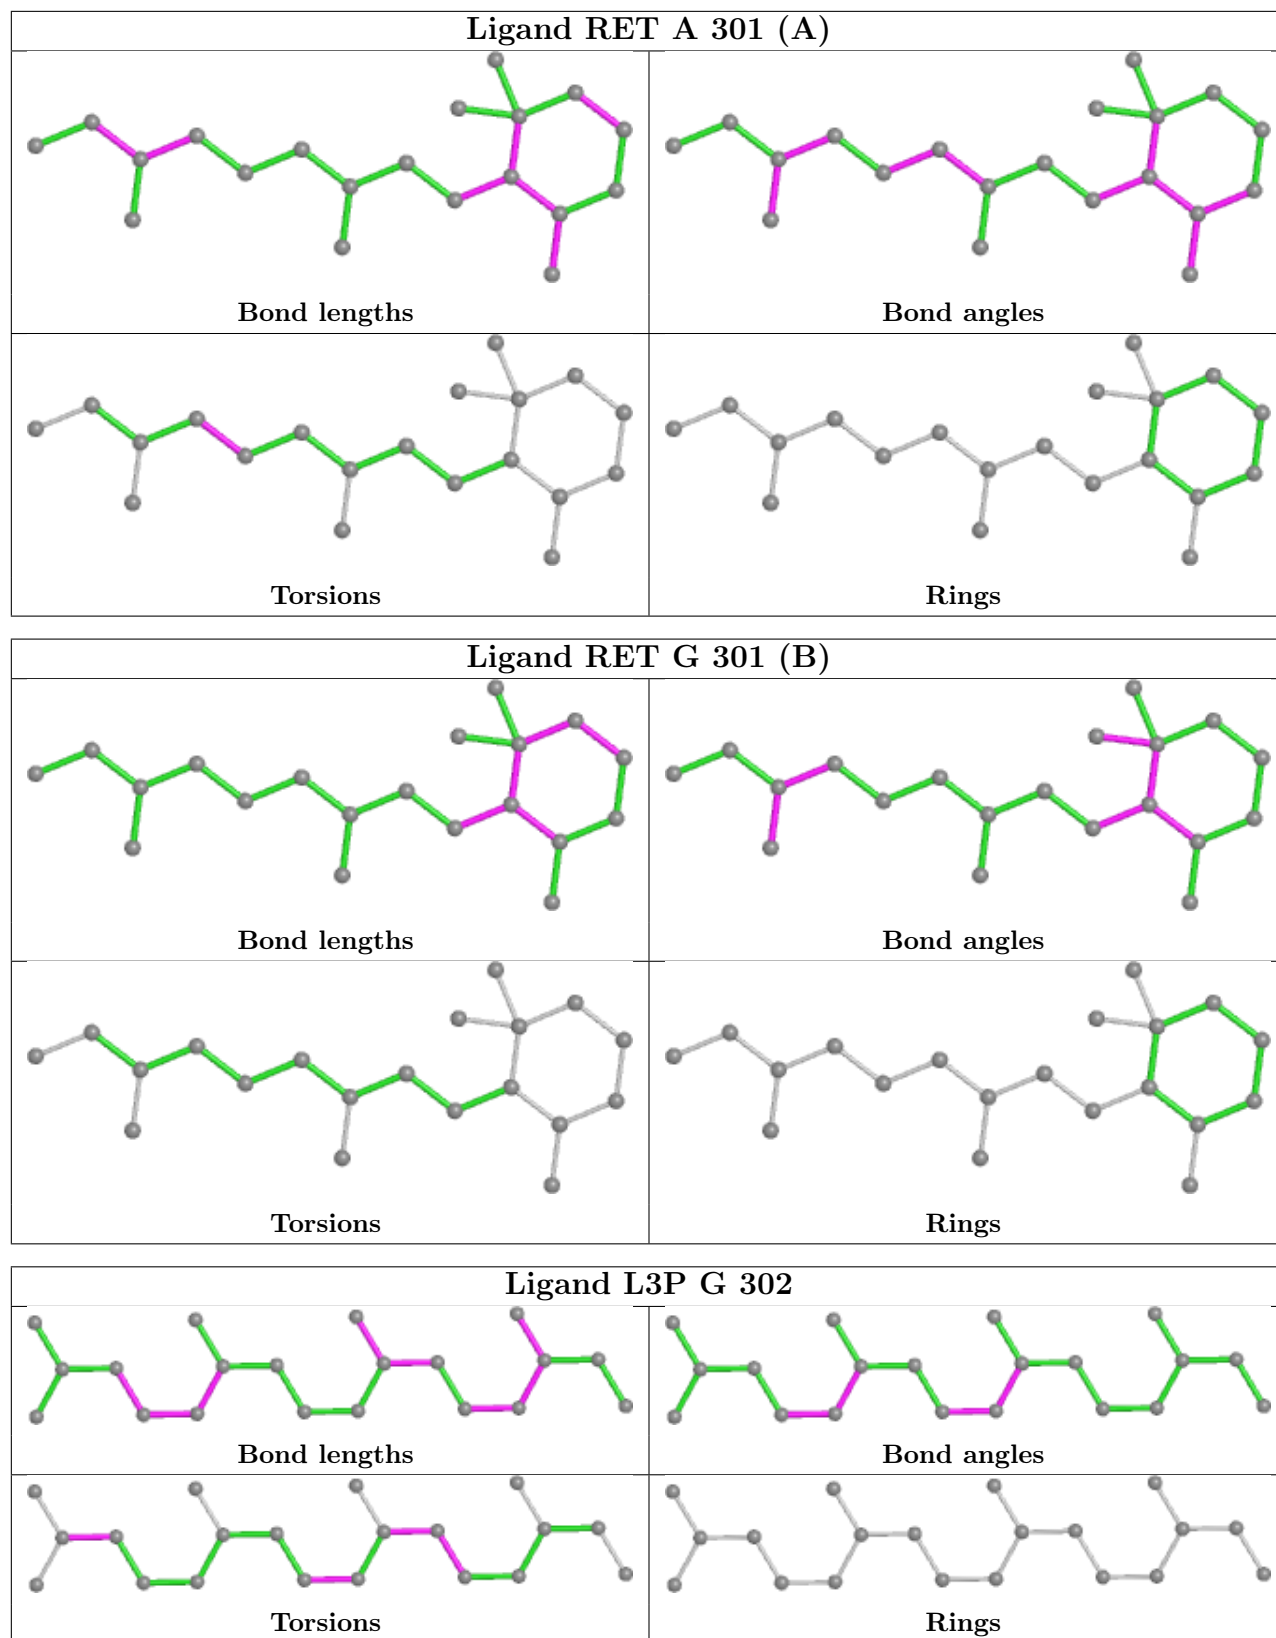 Ligand RET A 301 (A)
Bond lengths
Bond angles
Torsions
Rings
Ligand RET G 301 (B)
Bond lengths
Bond angles
Torsions
Rings
Ligand L3P G 302
Bond lengths
Bond angles
Torsions
Rings